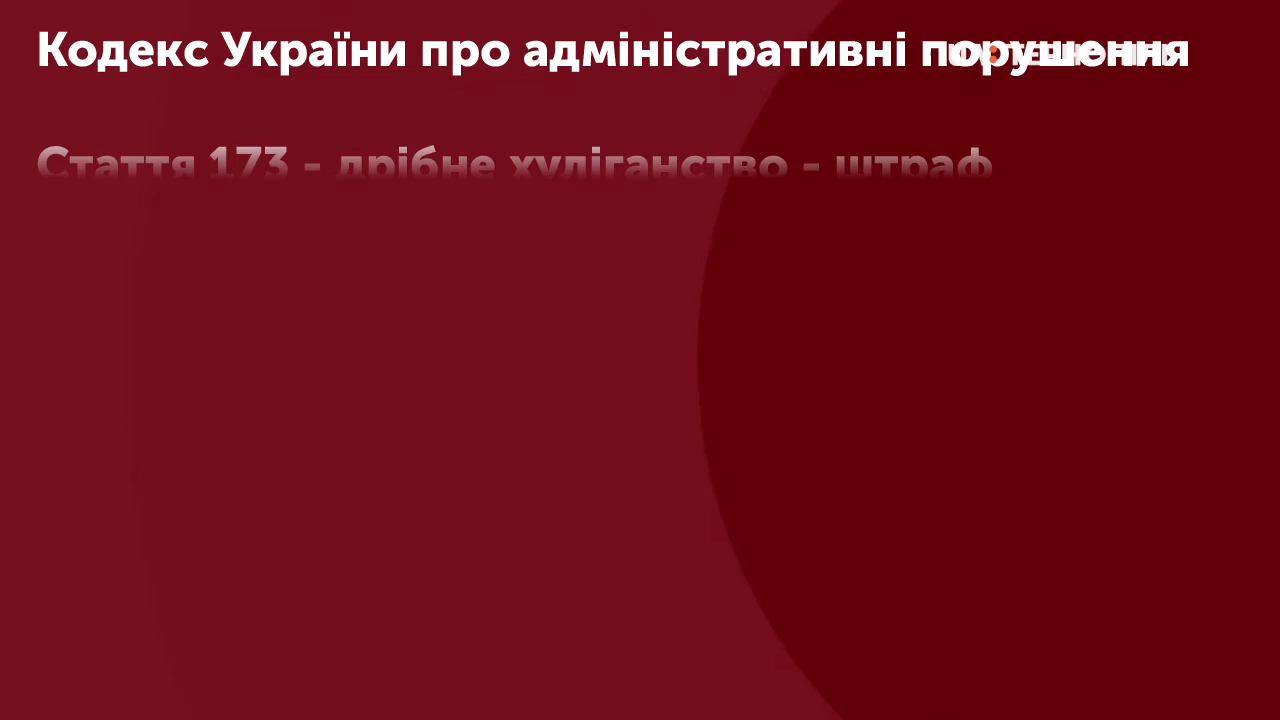 Кодекс України про адміністративні порушення
Стаття 173 - дрібне хуліганство - штраф